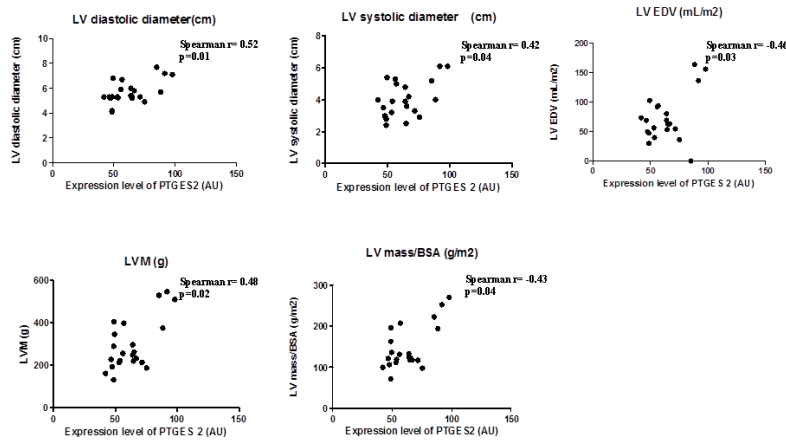 LV diastolic diameter(cm)
Spearman r= 0.52
p=0.01
LV diastolic diameter (cm)
10
8
6
4
2
0
0 50 100 150
Expression level of PTGES 2 (AU)
LV systolic diameter (cm)
Spearman r= 0.42
p=0.04
LV systolic diameter (cm)
8
6
4
2
0
0 50 100 150
Expression level of PTGES 2 (AU)
LV EDV (mL/m2)
Spearman r= -0.46
p=0.03
LV EDV (mL/m2)
200
150
100
50
0
0 50 100 150
Expression level of PTGES 2 (AU)
LVM (g)
Spearman r= 0.48
p=0.02
LVM (g)
600
400
200
0
0 50 100 150
Expression level of PTGES 2 (AU)
LV mass/BSA (g/m2)
Spearman r= -0.43
p=0.04
LV mass/BSA (g/m2)
300
200
100
0
0 50 100 150
Expression level of PTGES 2 (AU)